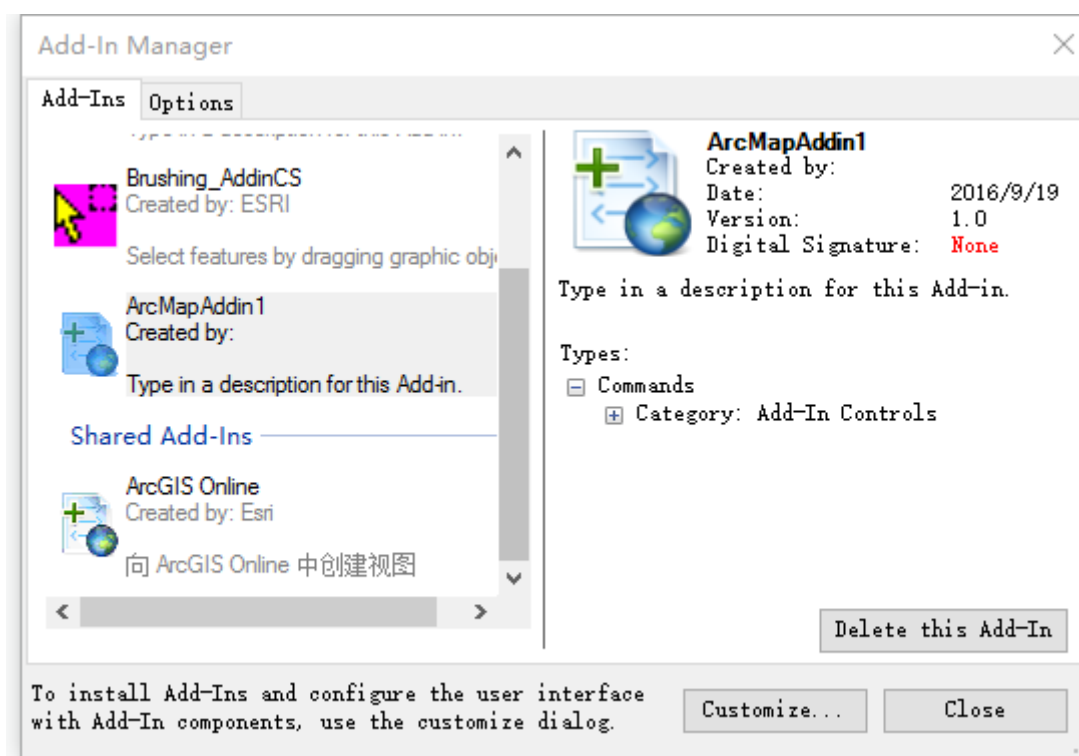 Add-In Manager
Add-Ins
Options
Brushing_AddinCS
Created by: ESRI
Select features by dragging graphic obj
ArcMapAddin1
Created by:
Type in a description for this Add-in.
Shared Add-Ins
ArcGIS Online
Created by: Esri
向 ArcGIS Online 中创建视图
ArcMapAddin1
Created by:
Date: 2016/9/19
Version: 1.0
Digital Signature: None
Type in a description for this Add-in.
Types:
Commands
Category: Add-In Controls
Delete this Add-In
To install Add-Ins and configure the user interface
with Add-In components, use the customize dialog.
Customize...
Close